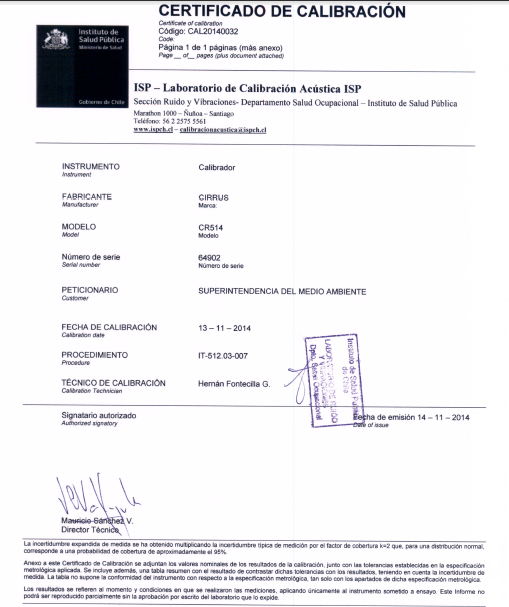 CERTIFICADO DE CALIBRACIÓN
Certificate of calibration
Código: CAL20140032
Code:
Página 1 de 1 páginas (más anexo)
Page __ of__ pages (plus document attached)
Instituto de
Salud Pública
Ministerio de Salud
Gobierno de Chile
ISP – Laboratorio de Calibración Acústica ISP
Sección Ruido y Vibraciones- Departamento Salud Ocupacional – Instituto de Salud Pública
Marathon 1000 – Ñuñoa – Santiago
Teléfono: 56 2 2575 5561
www.ispch.cl – calibracionacustica@ispch.cl
INSTRUMENTO Calibrador
Instrument
FABRICANTE CIRRUS
Manufacturer Marca:
MODELO CR514
Model Modelo
Número de serie 64902
Serial number Número de serie
PETICIONARIO SUPERINTENDENCIA DEL MEDIO AMBIENTE
Customer
FECHA DE CALIBRACIÓN 13 – 11 – 2014
Calibration date
PROCEDIMIENTO IT-512.03-007
Procedure
TÉCNICO DE CALIBRACIÓN Hernán Fontecilla G.
Calibration Technician
Instituto de Salud Pública
de Chile
LABORATORIO DE RUIDO
Y VIBRACIONES
Dpto. Salud Ocupacional
Signatario autorizado Fecha de emisión 14 – 11 – 2014
Authorized signatory Date of issue
Mauricio Sánchez V.
Director Técnico
La incertidumbre expandida de medida se ha obtenido multiplicando la incertidumbre típica de medición por el factor de cobertura k=2 que, para una distribución normal,
corresponde a una probabilidad de cobertura de aproximadamente el 95%.
Anexo a este Certificado de Calibración se adjuntan los valores nominales de los resultados de la calibración, junto con las tolerancias establecidas en la especificación
metrológica aplicada. Se incluye además, una tabla resumen con el resultado de contrastar dichas tolerancias con los resultados, teniendo en cuenta la incertidumbre de
medida. La tabla no supone la conformidad del instrumento con respecto a la especificación metrológica, tan solo con los apartados de dicha especificación metrológica.
Los resultados se refieren al momento y condiciones en que se realizaron las mediciones, aplicando únicamente al instrumento sometido a ensayo. Este Informe no
podrá ser reproducido parcialmente sin la aprobación por escrito del laboratorio que lo expide.